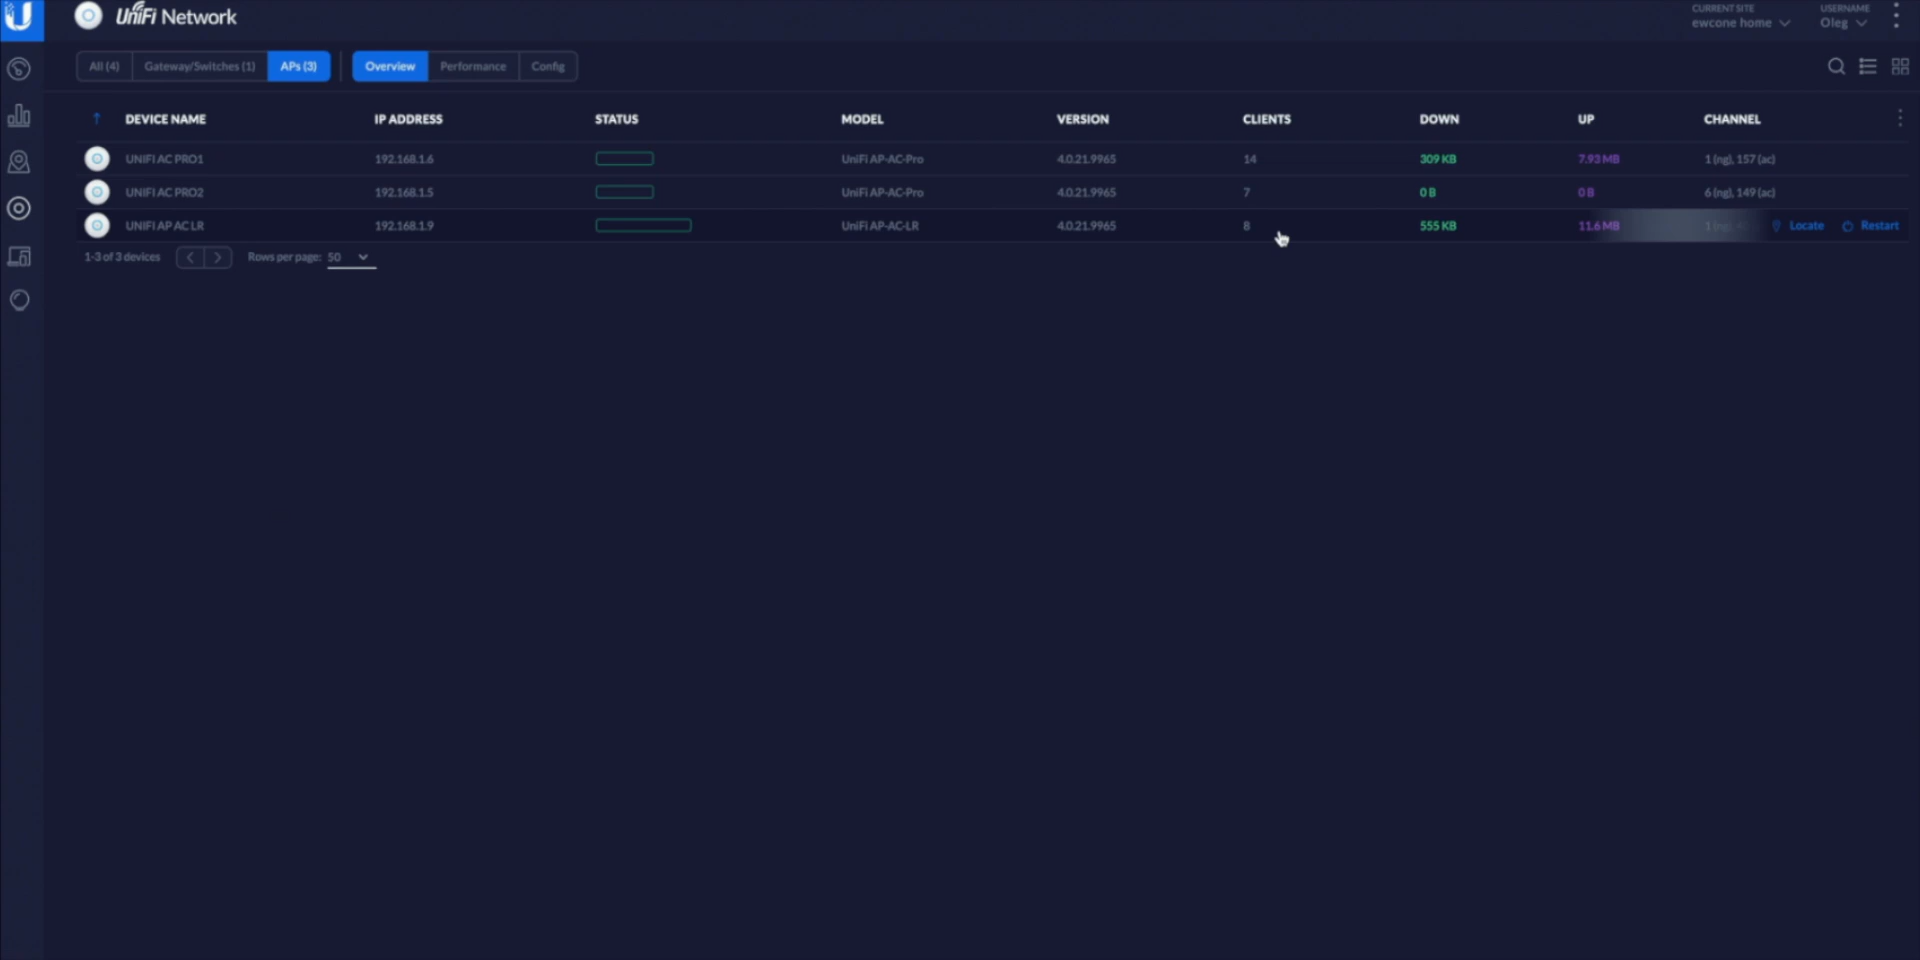 UniFi Network
CURRENT SITE
ewcone home
USERNAME
Oleg
All (4) Gateway/Switches (1) APs (3) Overview Performance Config
DEVICE NAME IP ADDRESS STATUS MODEL VERSION CLIENTS DOWN UP CHANNEL
UNIFI AC PRO1 192.168.1.6 UniFi AP-AC-Pro 4.0.21.9965 14 309 KB 7.93 MB 1 (ng), 157 (ac)
UNIFI AC PRO2 192.168.1.5 UniFi AP-AC-Pro 4.0.21.9965 7 0 B 0 B 6 (ng), 149 (ac)
UNIFI AP AC LR 192.168.1.9 UniFi AP-AC-LR 4.0.21.9965 8 555 KB 11.6 MB Locate Restart
1-3 of 3 devices Rows per page: 50